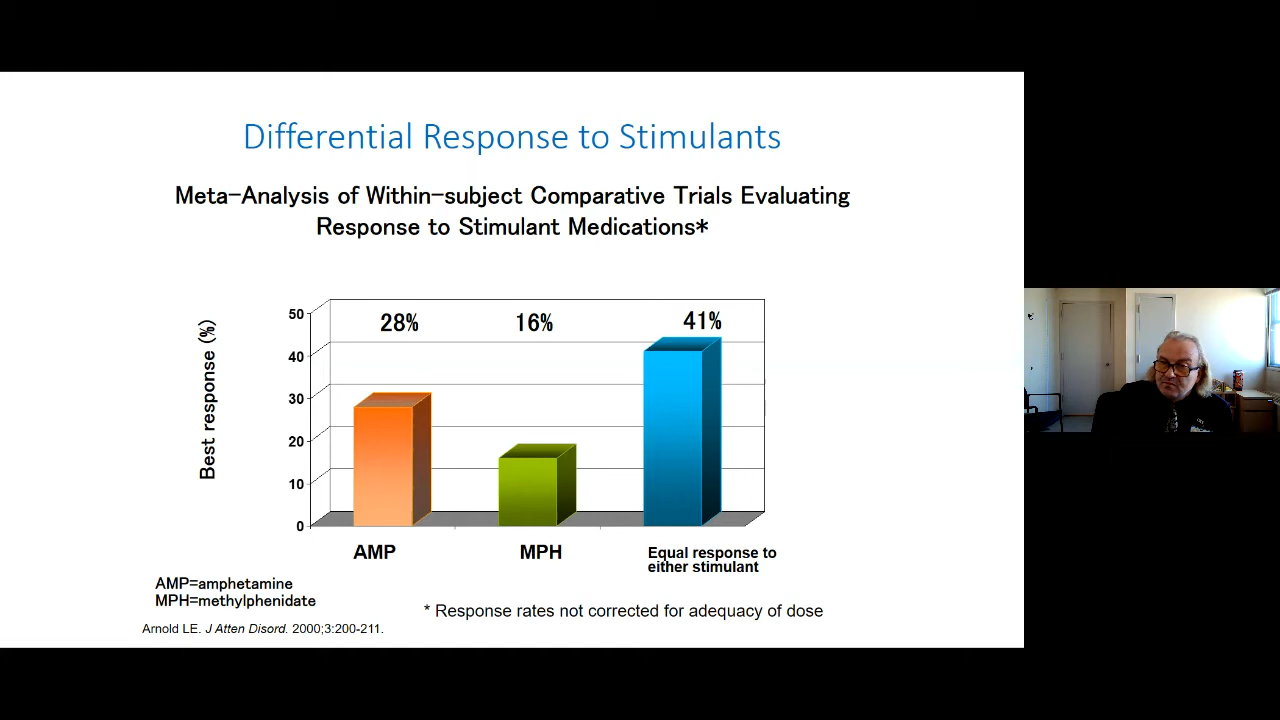 Differential Response to Stimulants
Meta-Analysis of Within-subject Comparative Trials Evaluating
Response to Stimulant Medications*
Best response (%)
50
40
30
20
10
0
28%
16%
41%
AMP
MPH
Equal response to
either stimulant
AMP=amphetamine
MPH=methylphenidate
* Response rates not corrected for adequacy of dose
Arnold LE. J Atten Disord. 2000;3:200-211.